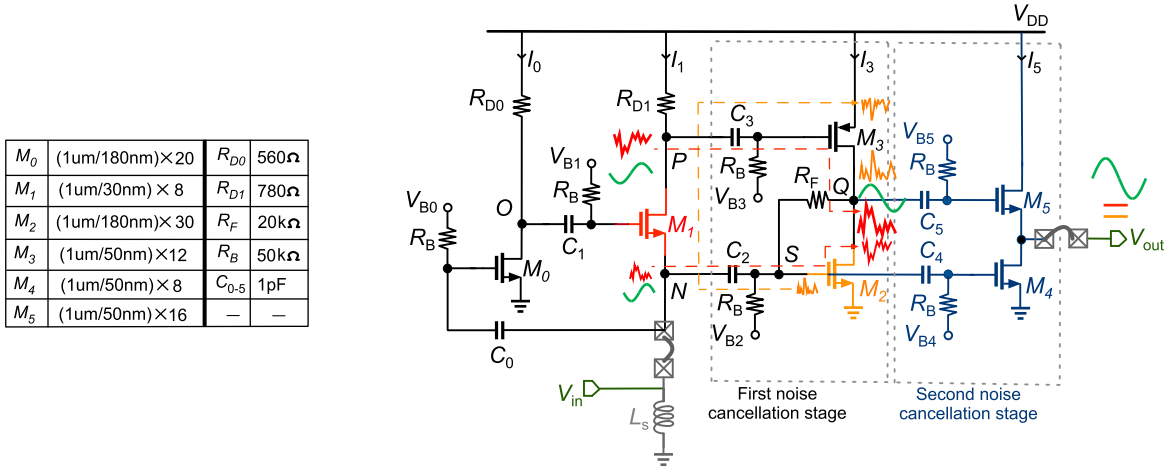 M0 (1um/180nm)×20 RD0 560Ω
M1 (1um/30nm) × 8 RD1 780Ω
M2 (1um/180nm)×30 RF 20kΩ
M3 (1um/50nm)×12 RB 50kΩ
M4 (1um/50nm)×8 C0-5 1pF
M5 (1um/50nm)×16 — —
VDD
I0 I1 I3 I5
RD0 RD1
C3 M3
VB5
P
VB1 RB
RB RF Q
VB0 O VB3 C5 M5
RB C1 M1
Vout
M0 C2 S C4
N RB M2 RB M4
VB2 VB4
C0
Vin
Ls
First noise
cancellation stage
Second noise
cancellation stage